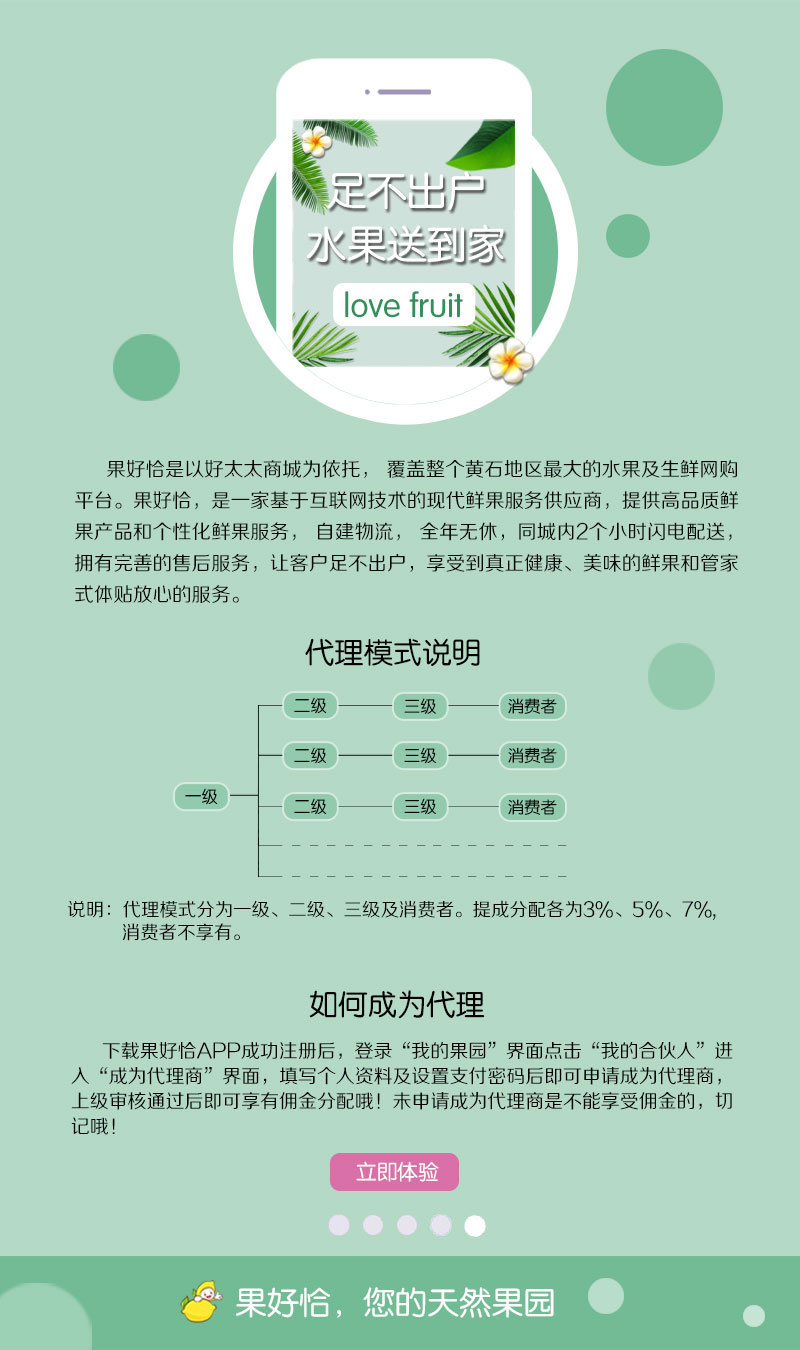 足不出户
水果送到家
love fruit
果好恰是以好太太商城为依托， 覆盖整个黄石地区最大的水果及生鲜网购
平台。果好恰，是一家基于互联网技术的现代鲜果服务供应商，提供高品质鲜
果产品和个性化鲜果服务， 自建物流， 全年无休，同城内2个小时闪电配送，
拥有完善的售后服务，让客户足不出户，享受到真正健康、美味的鲜果和管家
式体贴放心的服务。
代理模式说明
二级 三级 消费者
二级 三级 消费者
一级
二级 三级 消费者
说明：代理模式分为一级、二级、三级及消费者。提成分配各为3%、5%、7%,
消费者不享有。
如何成为代理
下载果好恰APP成功注册后，登录“我的果园”界面点击“我的合伙人”进
入“成为代理商”界面，填写个人资料及设置支付密码后即可申请成为代理商，
上级审核通过后即可享有佣金分配哦！未申请成为代理商是不能享受佣金的，切
记哦！
立即体验
果好恰，您的天然果园